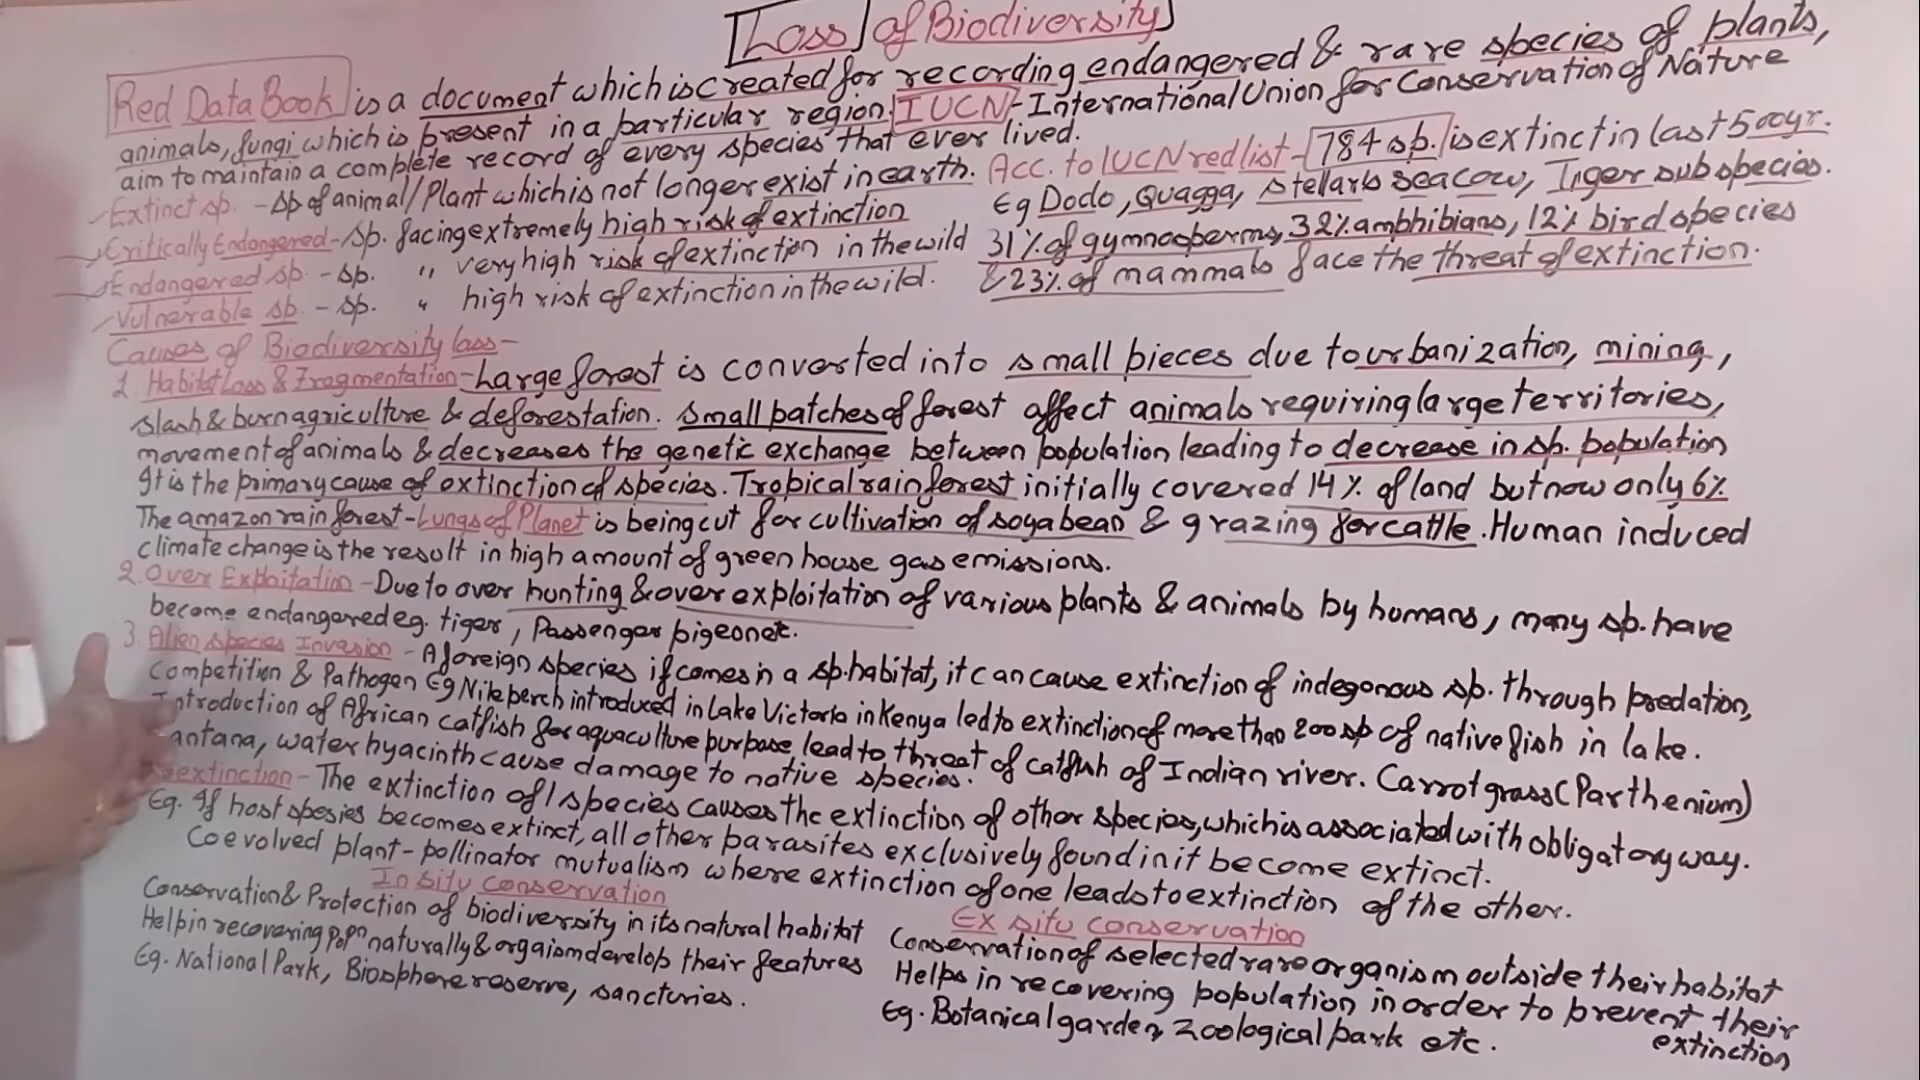 Loss of Biodiversity
Red Data Book is a document which is created for recording endangered & rare species of plants,
animals, fungi which is present in a particular region. IUCN - International Union for Conservation of Nature
aim to maintain a complete record of every species that ever lived.
Extinct sp. - Sp of animal/Plant which is not longer exist in earth.
Critically Endangered - Sp. facing extremely high risk of extinction
Endangered sp. - sp. " very high risk of extinction in the wild
Vulnerable sp - sp. " high risk of extinction in the wild.
Acc. to IUCN red list - 784 sp. is extinct in last 500yr.
Eg Dodo, Quagga, Stellar's Sea cow, Tiger sub species.
31% of gymnosperms, 32% amphibians, 12% bird species
& 23% of mammals face the threat of extinction.
Causes of Biodiversity loss -
1. Habitat Loss & Fragmentation - Large forest is converted into small pieces due to urbanization, mining,
slash & burn agriculture & deforestation. Small patches of forest affect animals requiring large territories,
movement of animals & decreases the genetic exchange between population leading to decrease in sp. population
It is the primary cause of extinction of species. Tropical rain forest initially covered 14% of land but now only 6%
The amazon rain forest - Lungs of Planet is being cut for cultivation of soyabean & grazing for cattle. Human induced
climate change is the result in high amount of green house gas emissions.
2. Over Exploitation - Due to over hunting & over exploitation of various plants & animals by humans, many sp. have
become endangered eg. tiger, Passenger pigeon etc.
3. Alien species Invasion - A foreign species if comes in a sp. habitat, it can cause extinction of indegenous sp. through predation,
Competition & Pathogen Eg Nile perch introduced in Lake Victoria in Kenya led to extinction of more than 200 sp of native fish in lake.
Introduction of African catfish for aquaculture purpose lead to threat of catfish of Indian river. Carrot grass (Parthenium)
antana, water hyacinth cause damage to native species.
oextinction - The extinction of 1 species causes the extinction of other species, which is associated with obligatory way.
Eg. If host spesies becomes extinct, all other parasites exclusively found in it become extinct.
Coevolved plant - pollinator mutualism where extinction of one leads to extinction of the other.
In situ conservation
Conservation & Protection of biodiversity in its natural habitat
Help in recovering popn naturally & orgaism develop their features
Eg. National Park, Biosphere reserve, sancturies.
Ex situ conservation
Conservation of selected rare organism outside their habitat
Helps in recovering population in order to prevent their
extinction
Eg. Botanical garden, Zoological park etc.